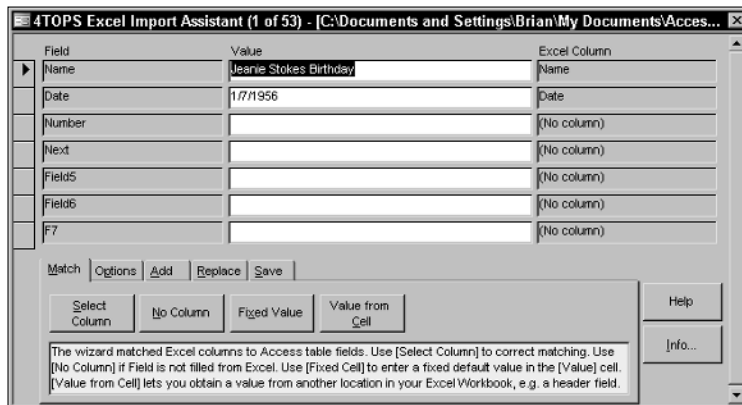 4TOPS Excel Import Assistant (1 of 53) - [C:\Documents and Settings\Brian\My Documents\Acces...
Field Value Excel Column
Name Jeanie Stokes Birthday Name
Date 1/7/1956 Date
Number (No column)
Next (No column)
Field5 (No column)
Field6 (No column)
F7 (No column)
Match Options Add Replace Save
Select Column No Column Fixed Value Value from Cell Help
Info...
The wizard matched Excel columns to Access table fields. Use [Select Column] to correct matching. Use
[No Column] if Field is not filled from Excel. Use [Fixed Cell] to enter a fixed default value in the [Value] cell.
[Value from Cell] lets you obtain a value from another location in your Excel Workbook, e.g. a header field.